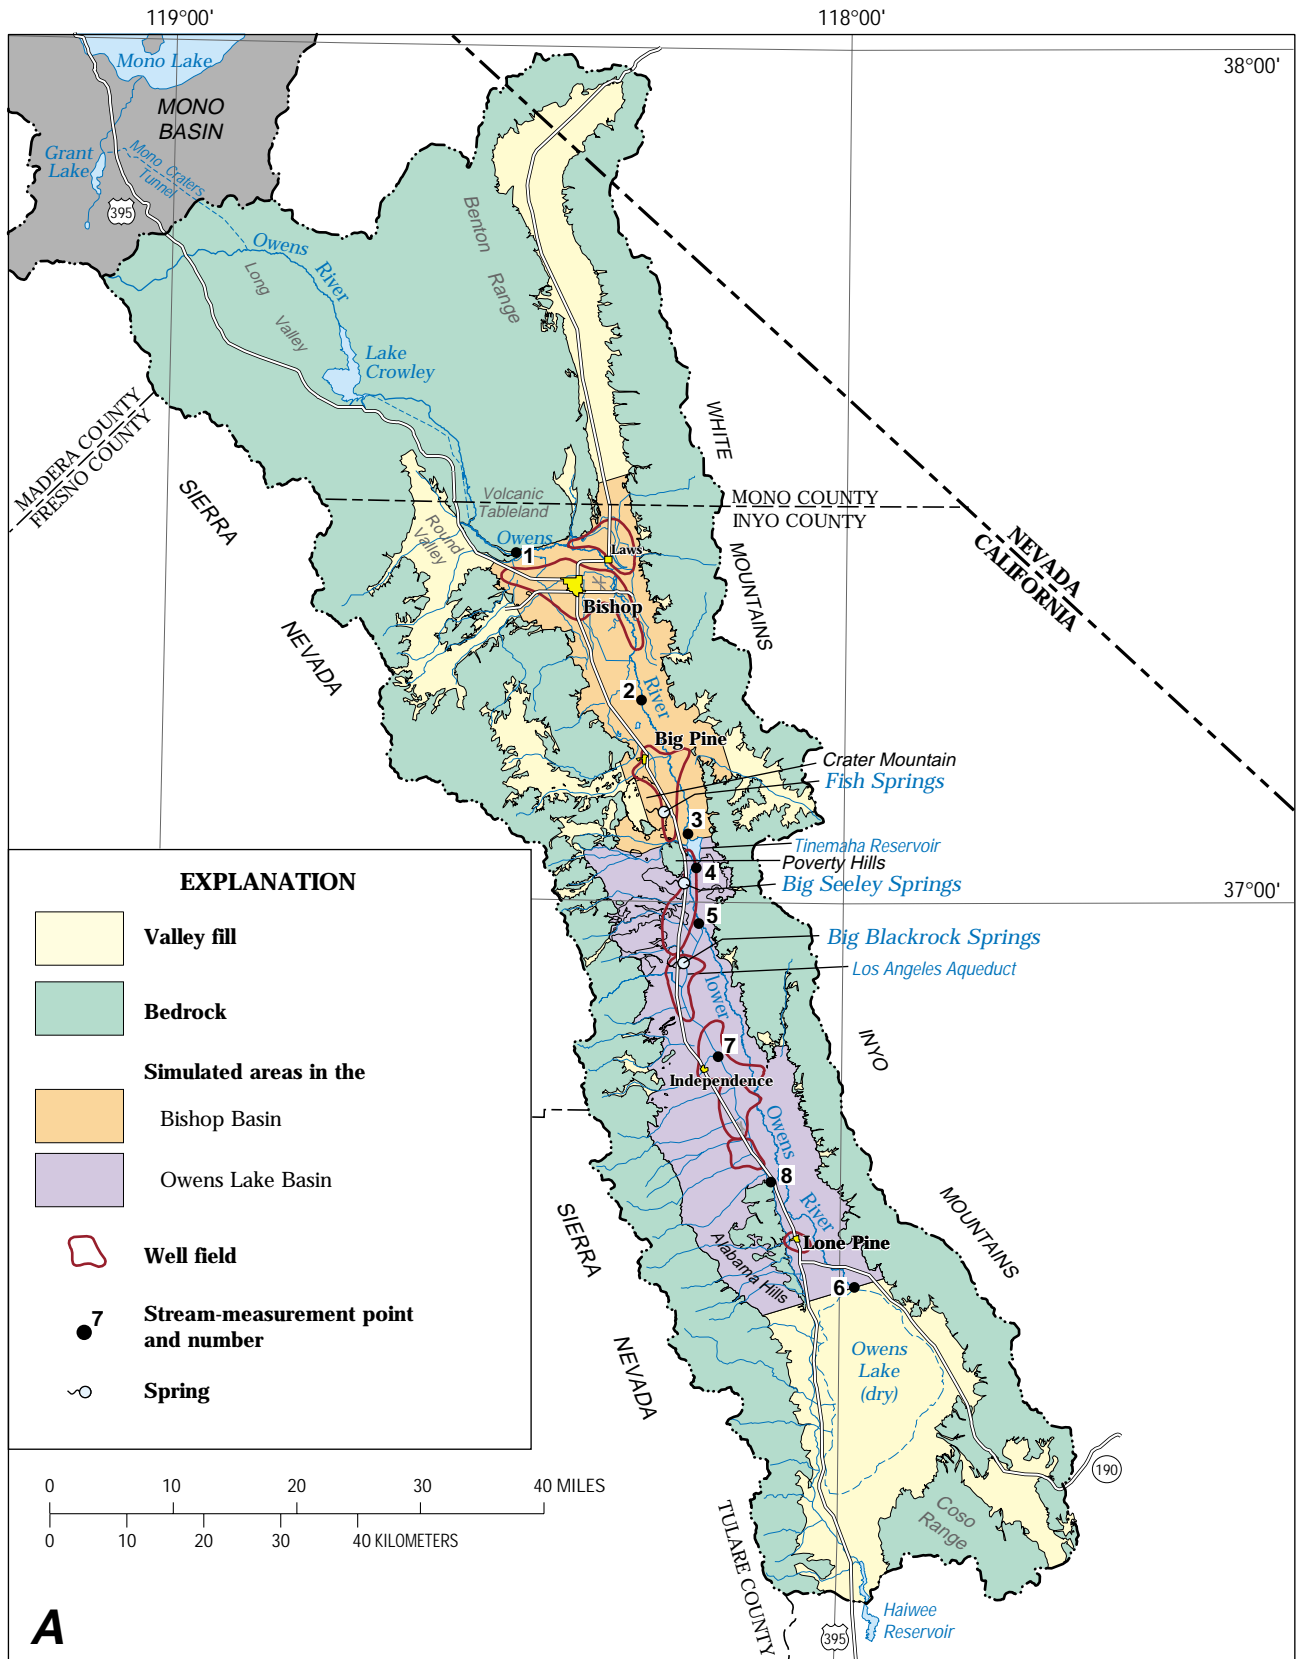 119°00'
118°00'
38°00'
Mono Lake
MONO
BASIN
Grant
Lake
Mono Craters
Tunnel
395
Owens
River
Long
Valley
Benton
Range
Lake
Crowley
MADERA COUNTY
FRESNO COUNTY
WHITE
MOUNTAINS
SIERRA
NEVADA
Volcanic
Tableland
MONO COUNTY
INYO COUNTY
NEVADA
CALIFORNIA
Round
Valley
Owens
1
Laws
Bishop
2
River
Big Pine
Crater Mountain
Fish Springs
3
Tinemaha Reservoir
Poverty Hills
4
Big Seeley Springs
37°00'
5
Big Blackrock Springs
Los Angeles Aqueduct
lower
INYO
7
Independence
Owens
8
River
MOUNTAINS
SIERRA
Lone Pine
Alabama Hills
6
NEVADA
Owens
Lake
(dry)
190
Coso
Range
TULARE COUNTY
Haiwee
Reservoir
395
EXPLANATION
Valley fill
Bedrock
Simulated areas in the
Bishop Basin
Owens Lake Basin
Well field
7
Stream-measurement point
and number
Spring
0 10 20 30 40 MILES
0 10 20 30 40 KILOMETERS
A